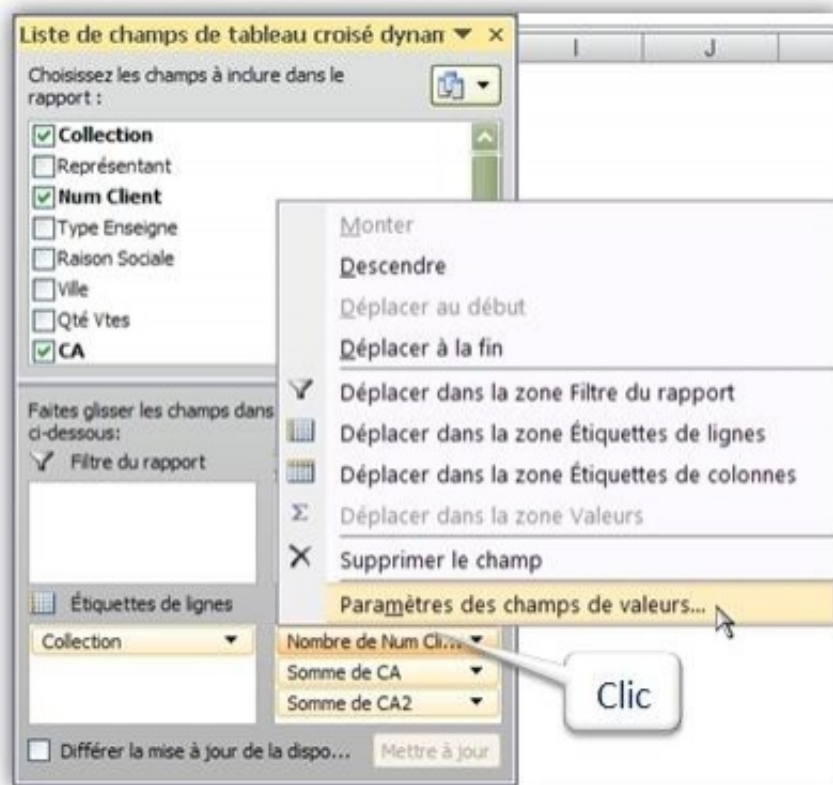 Liste de champs de tableau croisé dynam
I J
Choisissez les champs à inclure dans le
rapport :
Collection
Représentant
Num Client
Type Enseigne
Raison Sociale
Ville
Qté Vtes
CA
Monter
Descendre
Déplacer au début
Déplacer à la fin
Déplacer dans la zone Filtre du rapport
Déplacer dans la zone Étiquettes de lignes
Déplacer dans la zone Étiquettes de colonnes
Σ Déplacer dans la zone Valeurs
Supprimer le champ
Paramètres des champs de valeurs...
Faites glisser les champs dans
ci-dessous:
Filtre du rapport
Étiquettes de lignes
Collection
Nombre de Num Cli...
Somme de CA
Somme de CA2
Clic
Différer la mise à jour de la dispo...
Mettre à jour